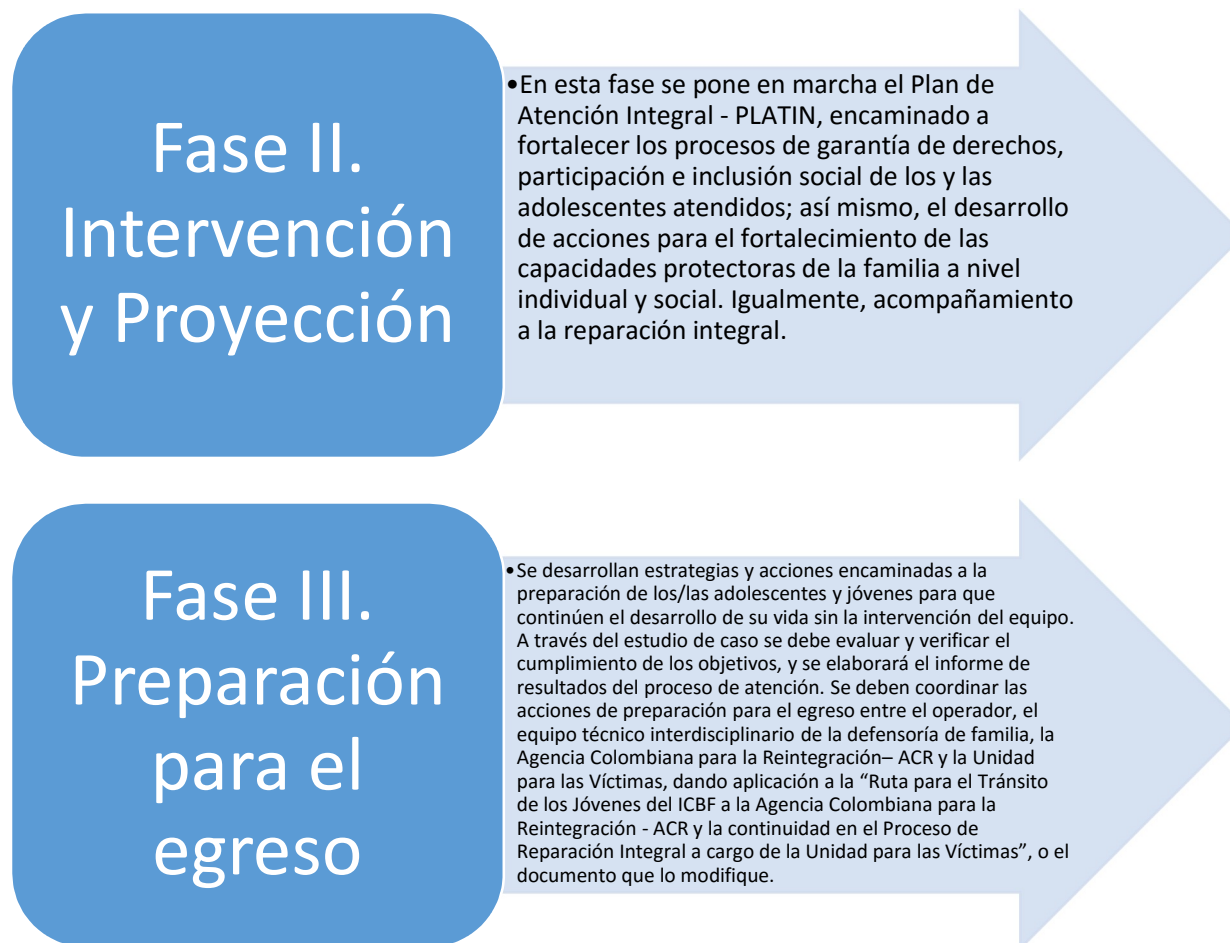 Fase II.
Intervención
y Proyección
•En esta fase se pone en marcha el Plan de
Atención Integral - PLATIN, encaminado a
fortalecer los procesos de garantía de derechos,
participación e inclusión social de los y las
adolescentes atendidos; así mismo, el desarrollo
de acciones para el fortalecimiento de las
capacidades protectoras de la familia a nivel
individual y social. Igualmente, acompañamiento
a la reparación integral.
Fase III.
Preparación
para el
egreso
•Se desarrollan estrategias y acciones encaminadas a la
preparación de los/las adolescentes y jóvenes para que
continúen el desarrollo de su vida sin la intervención del equipo.
A través del estudio de caso se debe evaluar y verificar el
cumplimiento de los objetivos, y se elaborará el informe de
resultados del proceso de atención. Se deben coordinar las
acciones de preparación para el egreso entre el operador, el
equipo técnico interdisciplinario de la defensoría de familia, la
Agencia Colombiana para la Reintegración– ACR y la Unidad
para las Víctimas, dando aplicación a la “Ruta para el Tránsito
de los Jóvenes del ICBF a la Agencia Colombiana para la
Reintegración - ACR y la continuidad en el Proceso de
Reparación Integral a cargo de la Unidad para las Víctimas”, o el
documento que lo modifique.